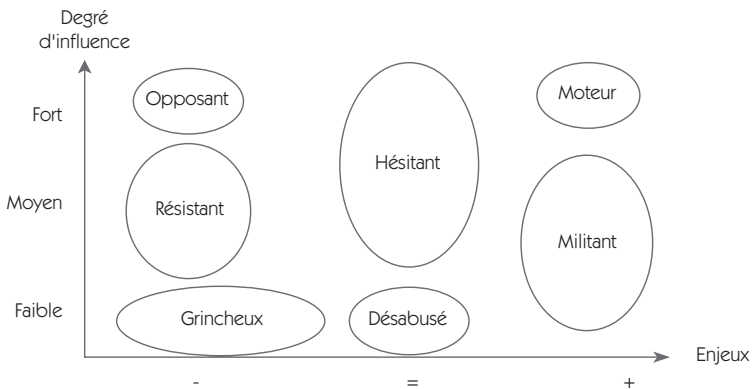 Degré
d'influence
Fort
Opposant
Moteur
Hésitant
Moyen
Résistant
Militant
Faible
Grincheux
Désabusé
Enjeux
- = +